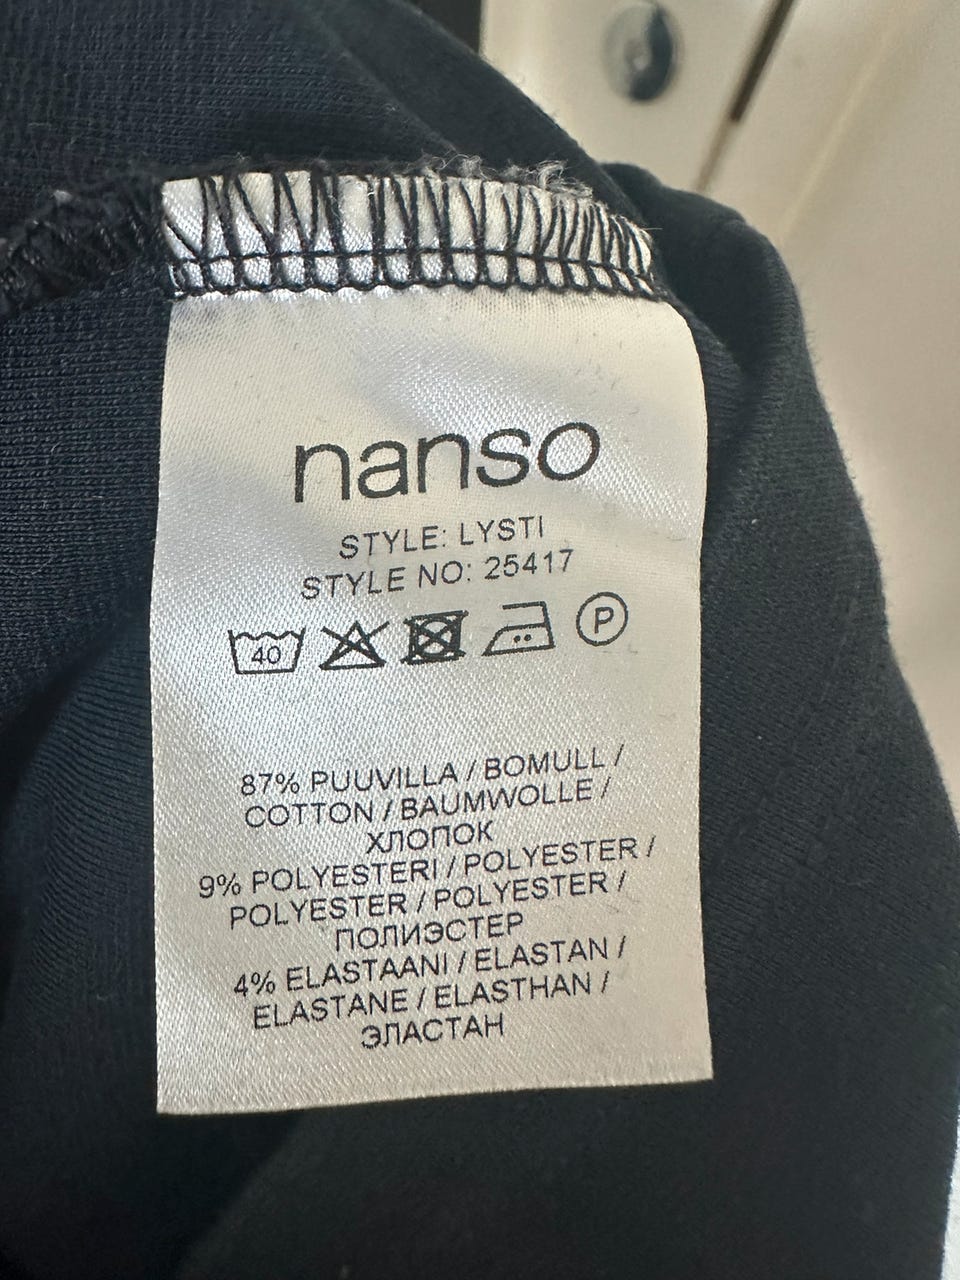 nanso
STYLE: LYSTI
STYLE NO: 25417
40 P
87% PUUVILLA / BOMULL /
COTTON / BAUMWOLLE /
ХЛОПОК
9% POLYESTERI / POLYESTER /
POLYESTER / POLYESTER /
ПОЛИЭСТЕР
4% ELASTAANI / ELASTAN /
ELASTANE / ELASTHAN /
ЭЛАСТАН